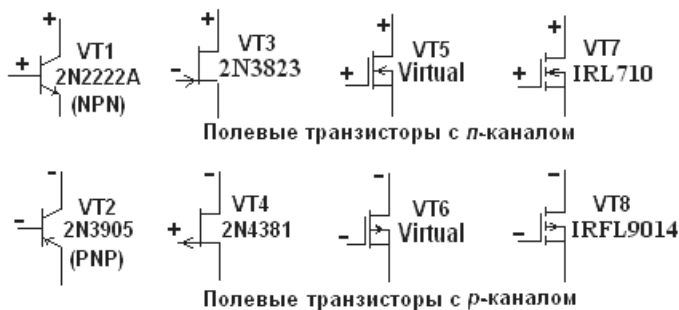 VT1
2N2222A
(NPN)
VT3
2N3823
VT5
Virtual
VT7
IRL710
Полевые транзисторы с n-каналом
VT2
2N3905
(PNP)
VT4
2N4381
VT6
Virtual
VT8
IRFL9014
Полевые транзисторы с p-каналом